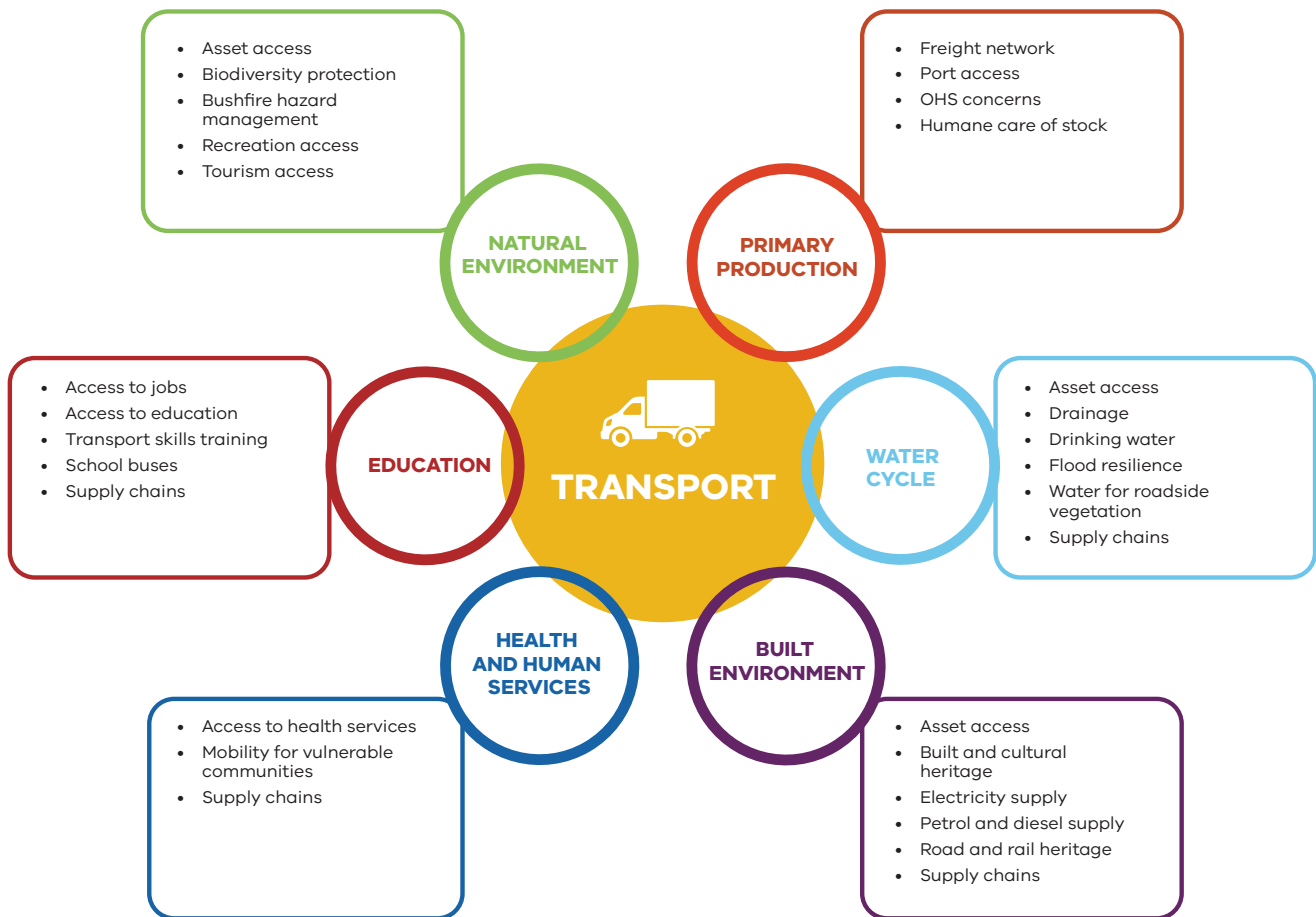 • Asset access
• Biodiversity protection
• Bushfire hazard
management
• Recreation access
• Tourism access
NATURAL
ENVIRONMENT
• Freight network
• Port access
• OHS concerns
• Humane care of stock
PRIMARY
PRODUCTION
• Access to jobs
• Access to education
• Transport skills training
• School buses
• Supply chains
EDUCATION
TRANSPORT
WATER
CYCLE
• Asset access
• Drainage
• Drinking water
• Flood resilience
• Water for roadside
vegetation
• Supply chains
HEALTH
AND HUMAN
SERVICES
• Access to health services
• Mobility for vulnerable
communities
• Supply chains
BUILT
ENVIRONMENT
• Asset access
• Built and cultural
heritage
• Electricity supply
• Petrol and diesel supply
• Road and rail heritage
• Supply chains